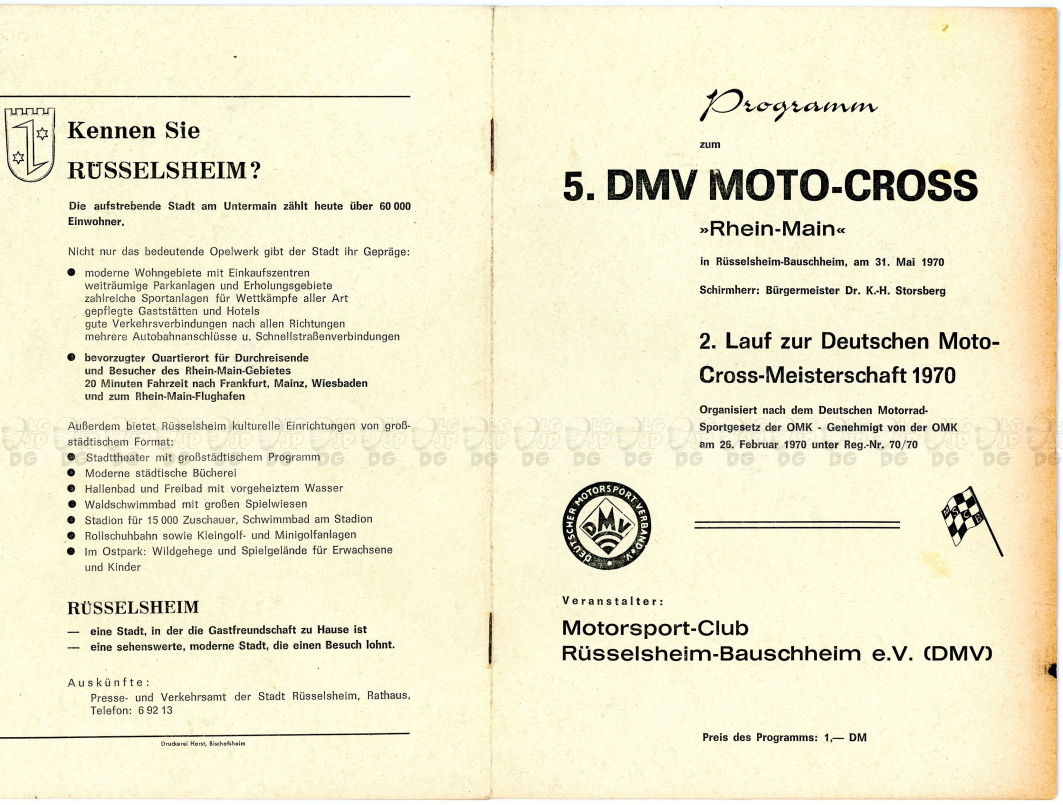 Kennen Sie
RÜSSELSHEIM?
Die aufstrebende Stadt am Untermain zählt heute über 60 000
Einwohner.
Nicht nur das bedeutende Opelwerk gibt der Stadt ihr Gepräge:
● moderne Wohngebiete mit Einkaufszentren
weiträumige Parkanlagen und Erholungsgebiete
zahlreiche Sportanlagen für Wettkämpfe aller Art
gepflegte Gaststätten und Hotels
gute Verkehrsverbindungen nach allen Richtungen
mehrere Autobahnanschlüsse u. Schnellstraßenverbindungen
● bevorzugter Quartierort für Durchreisende
und Besucher des Rhein-Main-Gebietes
20 Minuten Fahrzeit nach Frankfurt, Mainz, Wiesbaden
und zum Rhein-Main-Flughafen
Außerdem bietet Rüsselsheim kulturelle Einrichtungen von groß-
städtischem Format:
● Stadttheater mit großstädtischem Programm
● Moderne städtische Bücherei
● Hallenbad und Freibad mit vorgeheiztem Wasser
● Waldschwimmbad mit großen Spielwiesen
● Stadion für 15 000 Zuschauer, Schwimmbad am Stadion
● Rollschuhbahn sowie Kleingolf- und Minigolfanlagen
● Im Ostpark: Wildgehege und Spielgelände für Erwachsene
und Kinder
RÜSSELSHEIM
— eine Stadt, in der die Gastfreundschaft zu Hause ist
— eine sehenswerte, moderne Stadt, die einen Besuch lohnt.
Auskünfte:
Presse- und Verkehrsamt der Stadt Rüsselsheim, Rathaus,
Telefon: 6 92 13
Druckerei Horst, Bischofsheim
Programm
zum
5. DMV MOTO-CROSS
»Rhein-Main«
in Rüsselsheim-Bauschheim, am 31. Mai 1970
Schirmherr: Bürgermeister Dr. K.-H. Storsberg
2. Lauf zur Deutschen Moto-
Cross-Meisterschaft 1970
Organisiert nach dem Deutschen Motorrad-
Sportgesetz der OMK - Genehmigt von der OMK
am 26. Februar 1970 unter Reg.-Nr. 70/70
DEUTSCHER MOTORSPORT VERBAND e.V.
DMV
Veranstalter:
Motorsport-Club
Rüsselsheim-Bauschheim e.V. (DMV)
Preis des Programms: 1,— DM